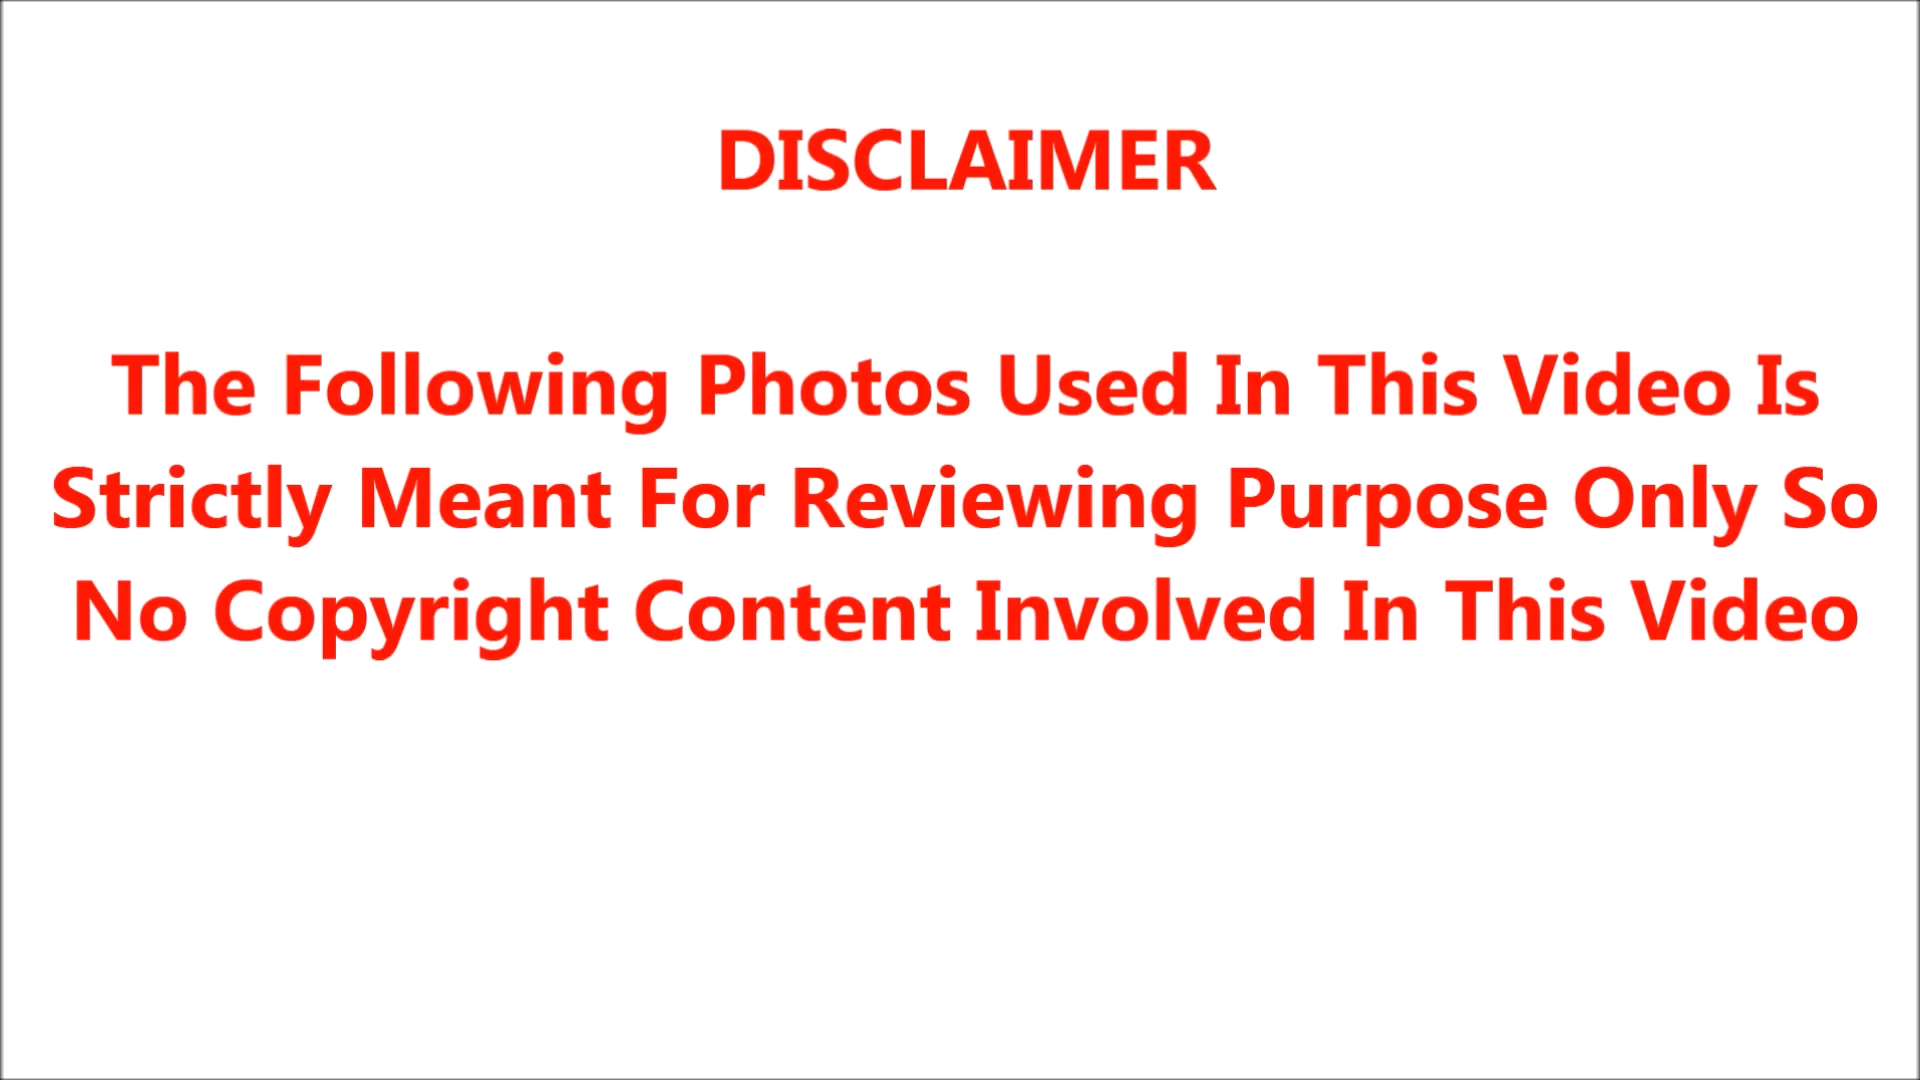 DISCLAIMER
The Following Photos Used In This Video Is
Strictly Meant For Reviewing Purpose Only So
No Copyright Content Involved In This Video